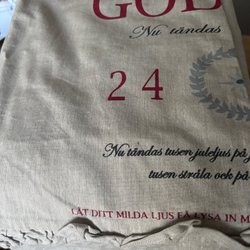 GOD
Nu tändas
24
Nu tändas tusen juleljus på j
tusen stråla ock på
LÅT DITT MILDA LJUS FÅ LYSA IN M